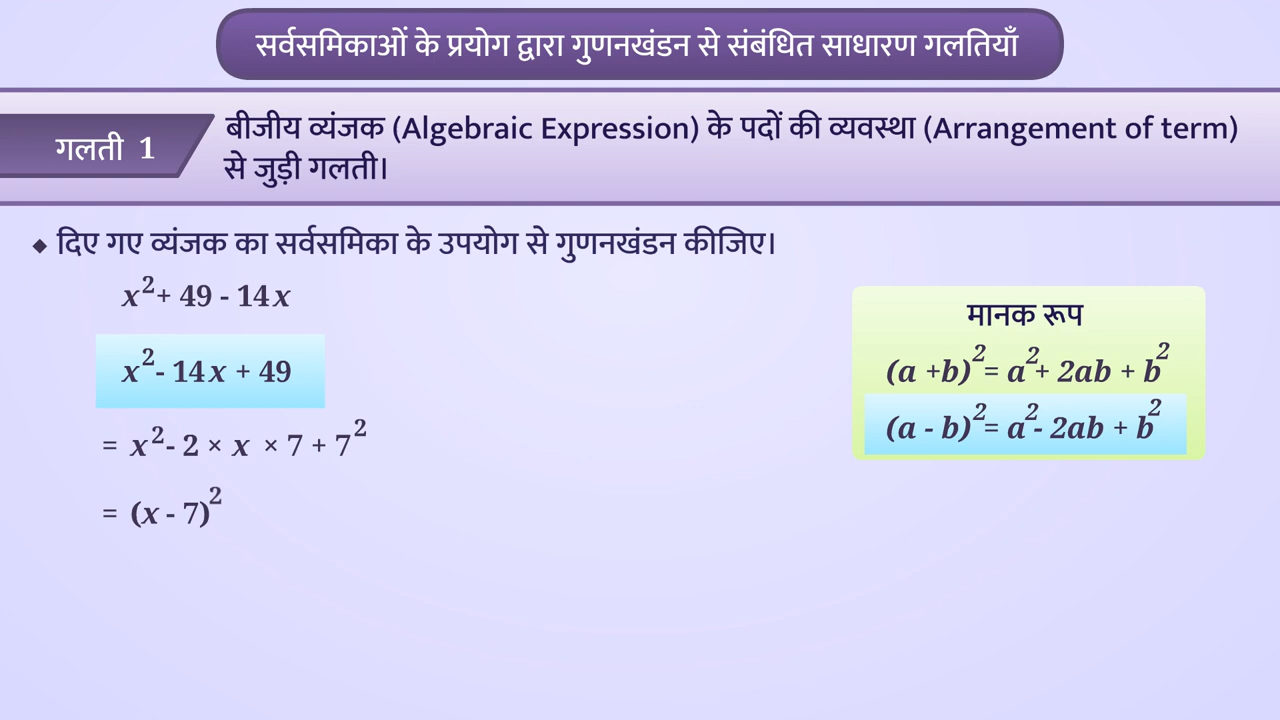 सर्वसमिकाओं के प्रयोग द्वारा गुणनखंडन से संबंधित साधारण गलतियाँ
गलती 1
बीजीय व्यंजक (Algebraic Expression) के पदों की व्यवस्था (Arrangement of term)
से जुड़ी गलती।
◆ दिए गए व्यंजक का सर्वसमिका के उपयोग से गुणनखंडन कीजिए।
x² + 49 - 14x
x² - 14x + 49
= x² - 2 × x × 7 + 7²
= (x - 7)²
मानक रूप
(a +b)² = a² + 2ab + b²
(a - b)² = a² - 2ab + b²